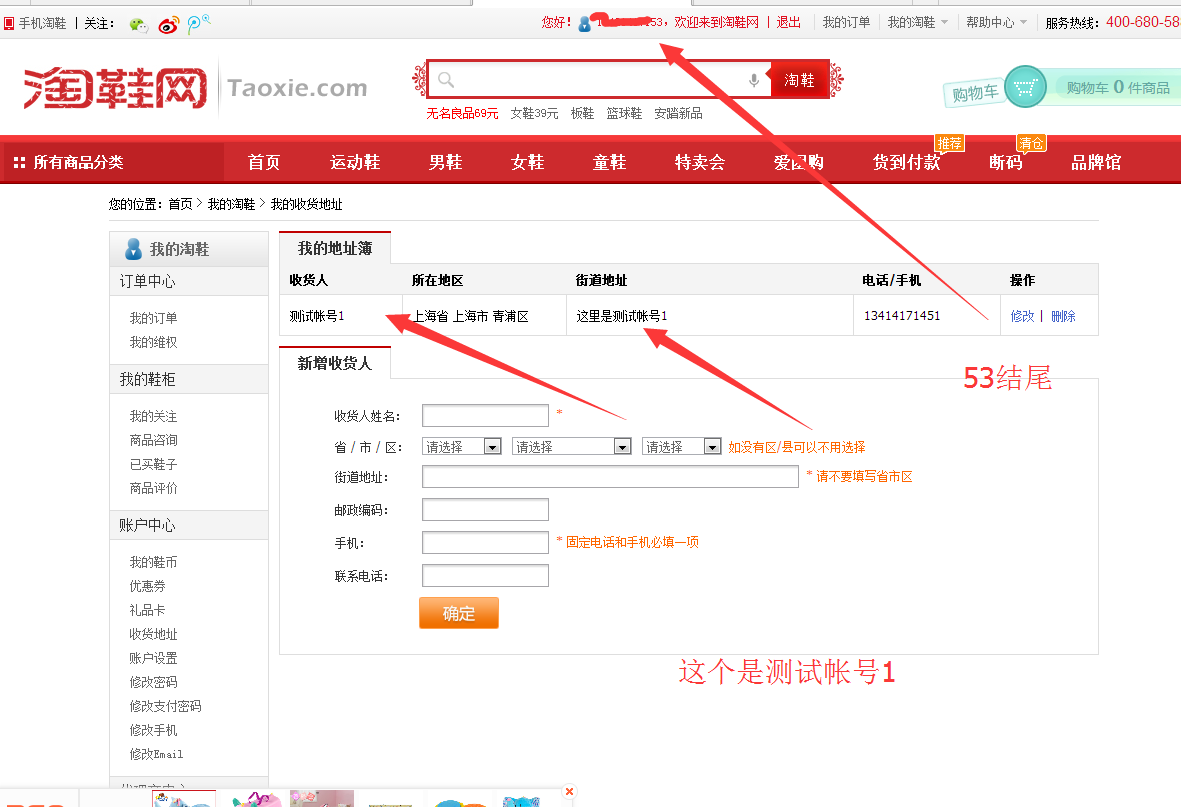 手机淘鞋 | 关注：
您好！ 153，欢迎来到淘鞋网 | 退出 我的订单 我的淘鞋 帮助中心 服务热线：400-680-58
淘鞋网 Taoxie.com
淘鞋
无名良品69元 女鞋39元 板鞋 篮球鞋 安踏新品
购物车 购物车 0 件商品
推荐 清仓
所有商品分类 首页 运动鞋 男鞋 女鞋 童鞋 特卖会 爱团购 货到付款 断码 品牌馆
您的位置：首页 > 我的淘鞋 > 我的收货地址
我的淘鞋
订单中心
我的订单
我的维权
我的鞋柜
我的关注
商品咨询
已买鞋子
商品评价
账户中心
我的鞋币
优惠券
礼品卡
收货地址
账户设置
修改密码
修改支付密码
修改手机
修改Email
我的地址簿
收货人 所在地区 街道地址 电话/手机 操作
测试帐号1 上海省 上海市 青浦区 这里是测试帐号1 13414171451 修改 | 删除
新增收货人
53结尾
收货人姓名： *
省 / 市 / 区： 请选择 请选择 请选择 如没有区/县可以不用选择
街道地址： * 请不要填写省市区
邮政编码：
手机： * 固定电话和手机必填一项
联系电话：
确定
这个是测试帐号1